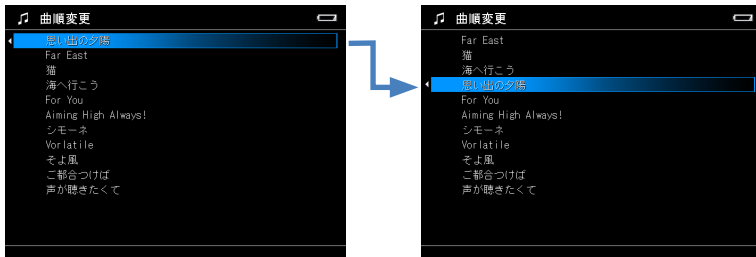 曲順変更
思い出の夕陽
Far East
猫
海へ行こう
For You
Aiming High Always!
シモーネ
Vorlatile
そよ風
ご都合つけば
声が聴きたくて
曲順変更
Far East
猫
海へ行こう
思い出の夕陽
For You
Aiming High Always!
シモーネ
Vorlatile
そよ風
ご都合つけば
声が聴きたくて